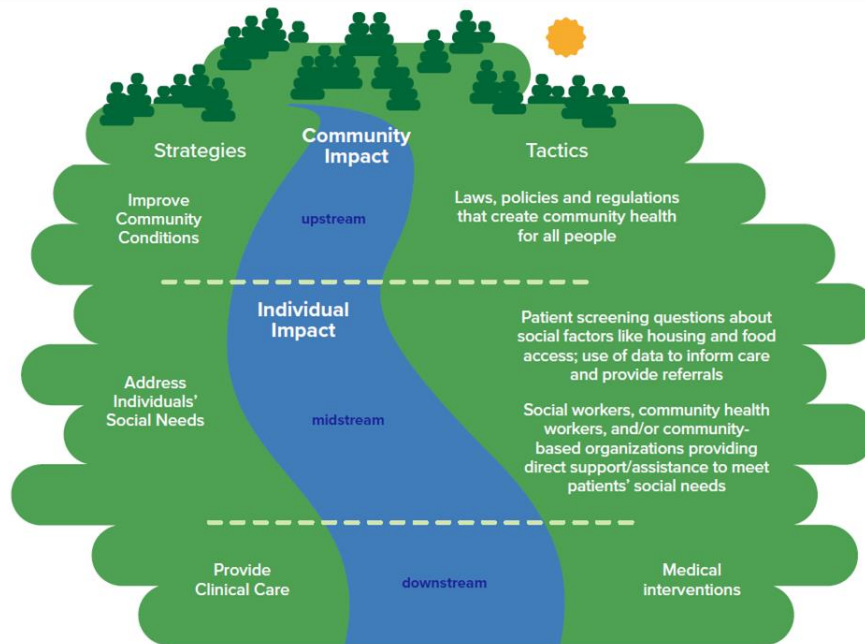 Strategies
Community
Impact
Tactics
Improve
Community
Conditions
upstream
Laws, policies and regulations
that create community health
for all people
Individual
Impact
Address
Individuals'
Social Needs
midstream
Patient screening questions about
social factors like housing and food
access; use of data to inform care
and provide referrals
Social workers, community health
workers, and/or community-
based organizations providing
direct support/assistance to meet
patients' social needs
Provide
Clinical Care
downstream
Medical
interventions